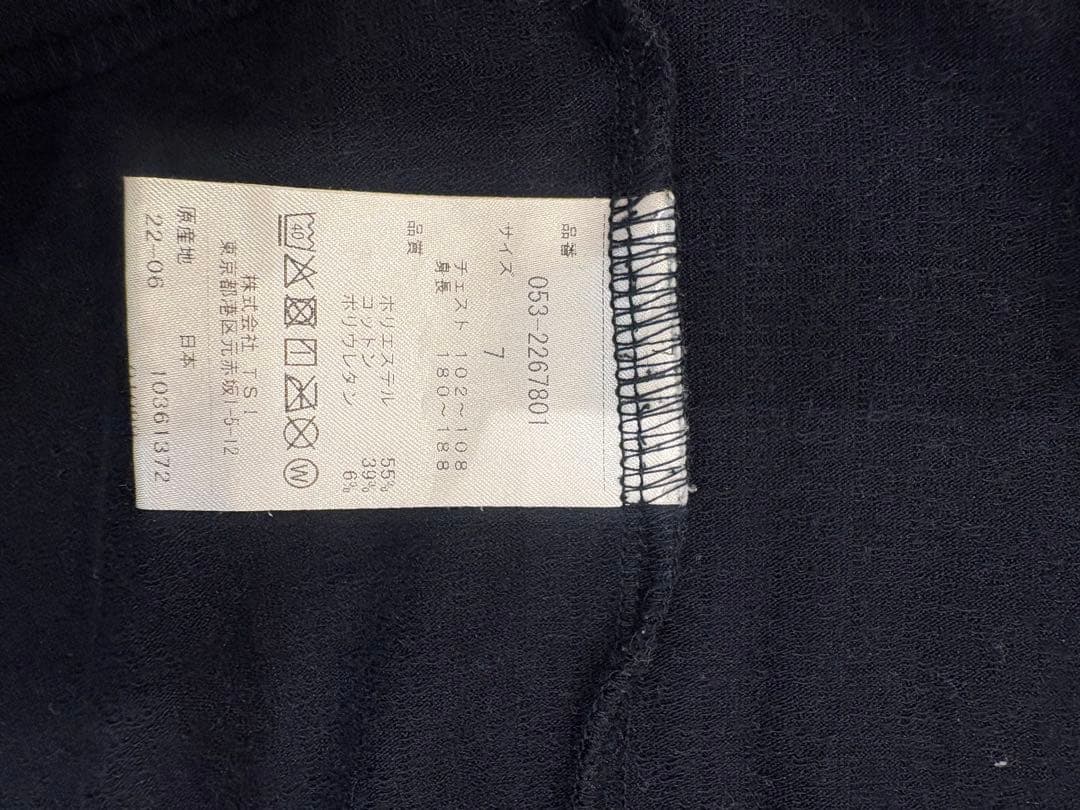 品番
053-2267801
サイズ 7
チェスト 102〜108
身長 180〜188
品質
ポリエステル 55%
コットン 39%
ポリウレタン 6%
40
W
株式会社 TSI
東京都港区元赤坂1-5-12
原産地 日本
22-06 10361372